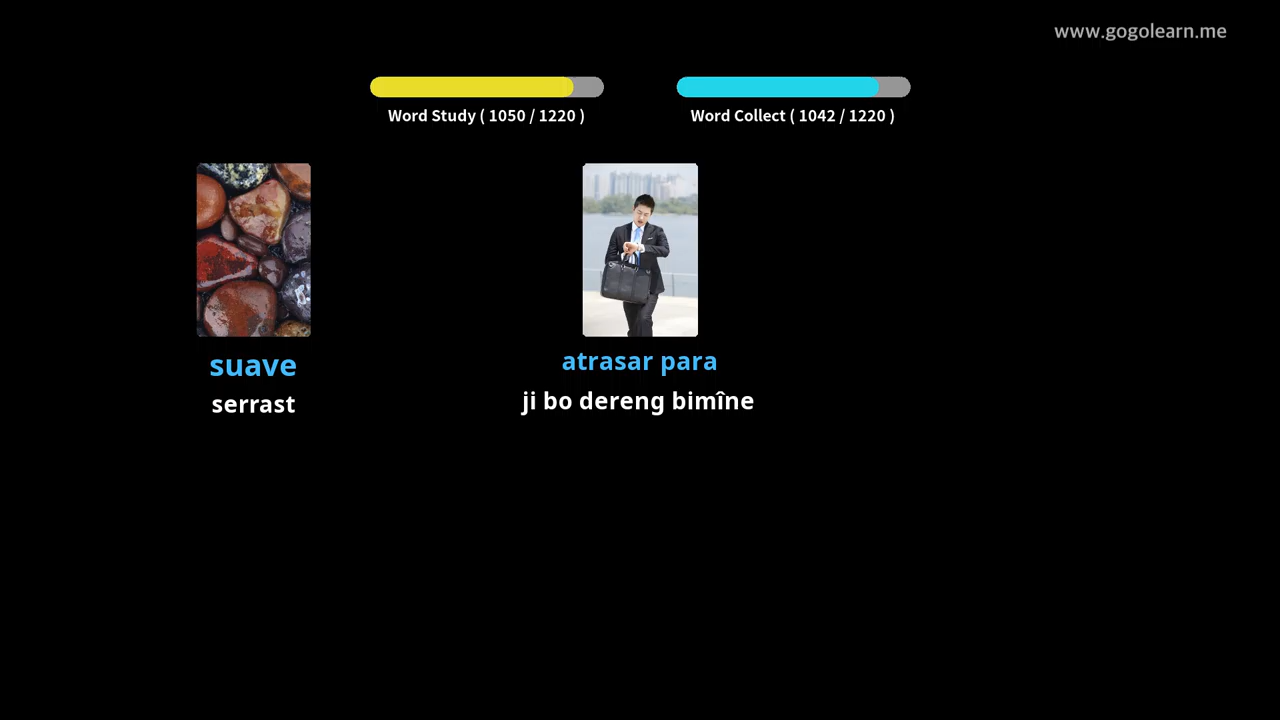 www.gogolearn.me
Word Study ( 1050 / 1220 )
Word Collect ( 1042 / 1220 )
suave
serrast
atrasar para
ji bo dereng bimîne